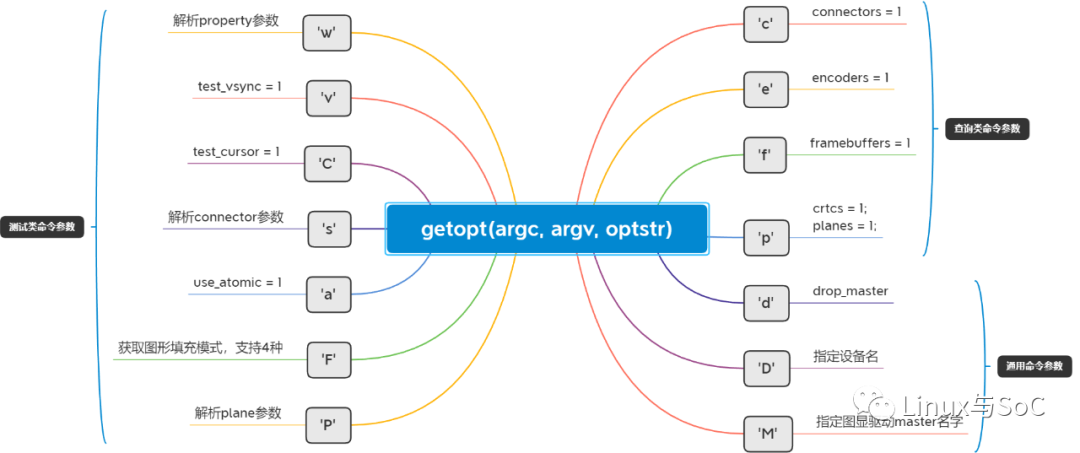 getopt(argc, argv, optstr)
测试类命令参数
解析property参数
'w'
test_vsync = 1
'v'
test_cursor = 1
'C'
解析connector参数
's'
use_atomic = 1
'a'
获取图形填充模式，支持4种
'F'
解析plane参数
'P'
'c'
connectors = 1
'e'
encoders = 1
'f'
framebuffers = 1
'p'
crtcs = 1;
planes = 1;
查询类命令参数
'd'
drop_master
'D'
指定设备名
'M'
指定图显驱动master名字
通用命令参数
Linux与SoC